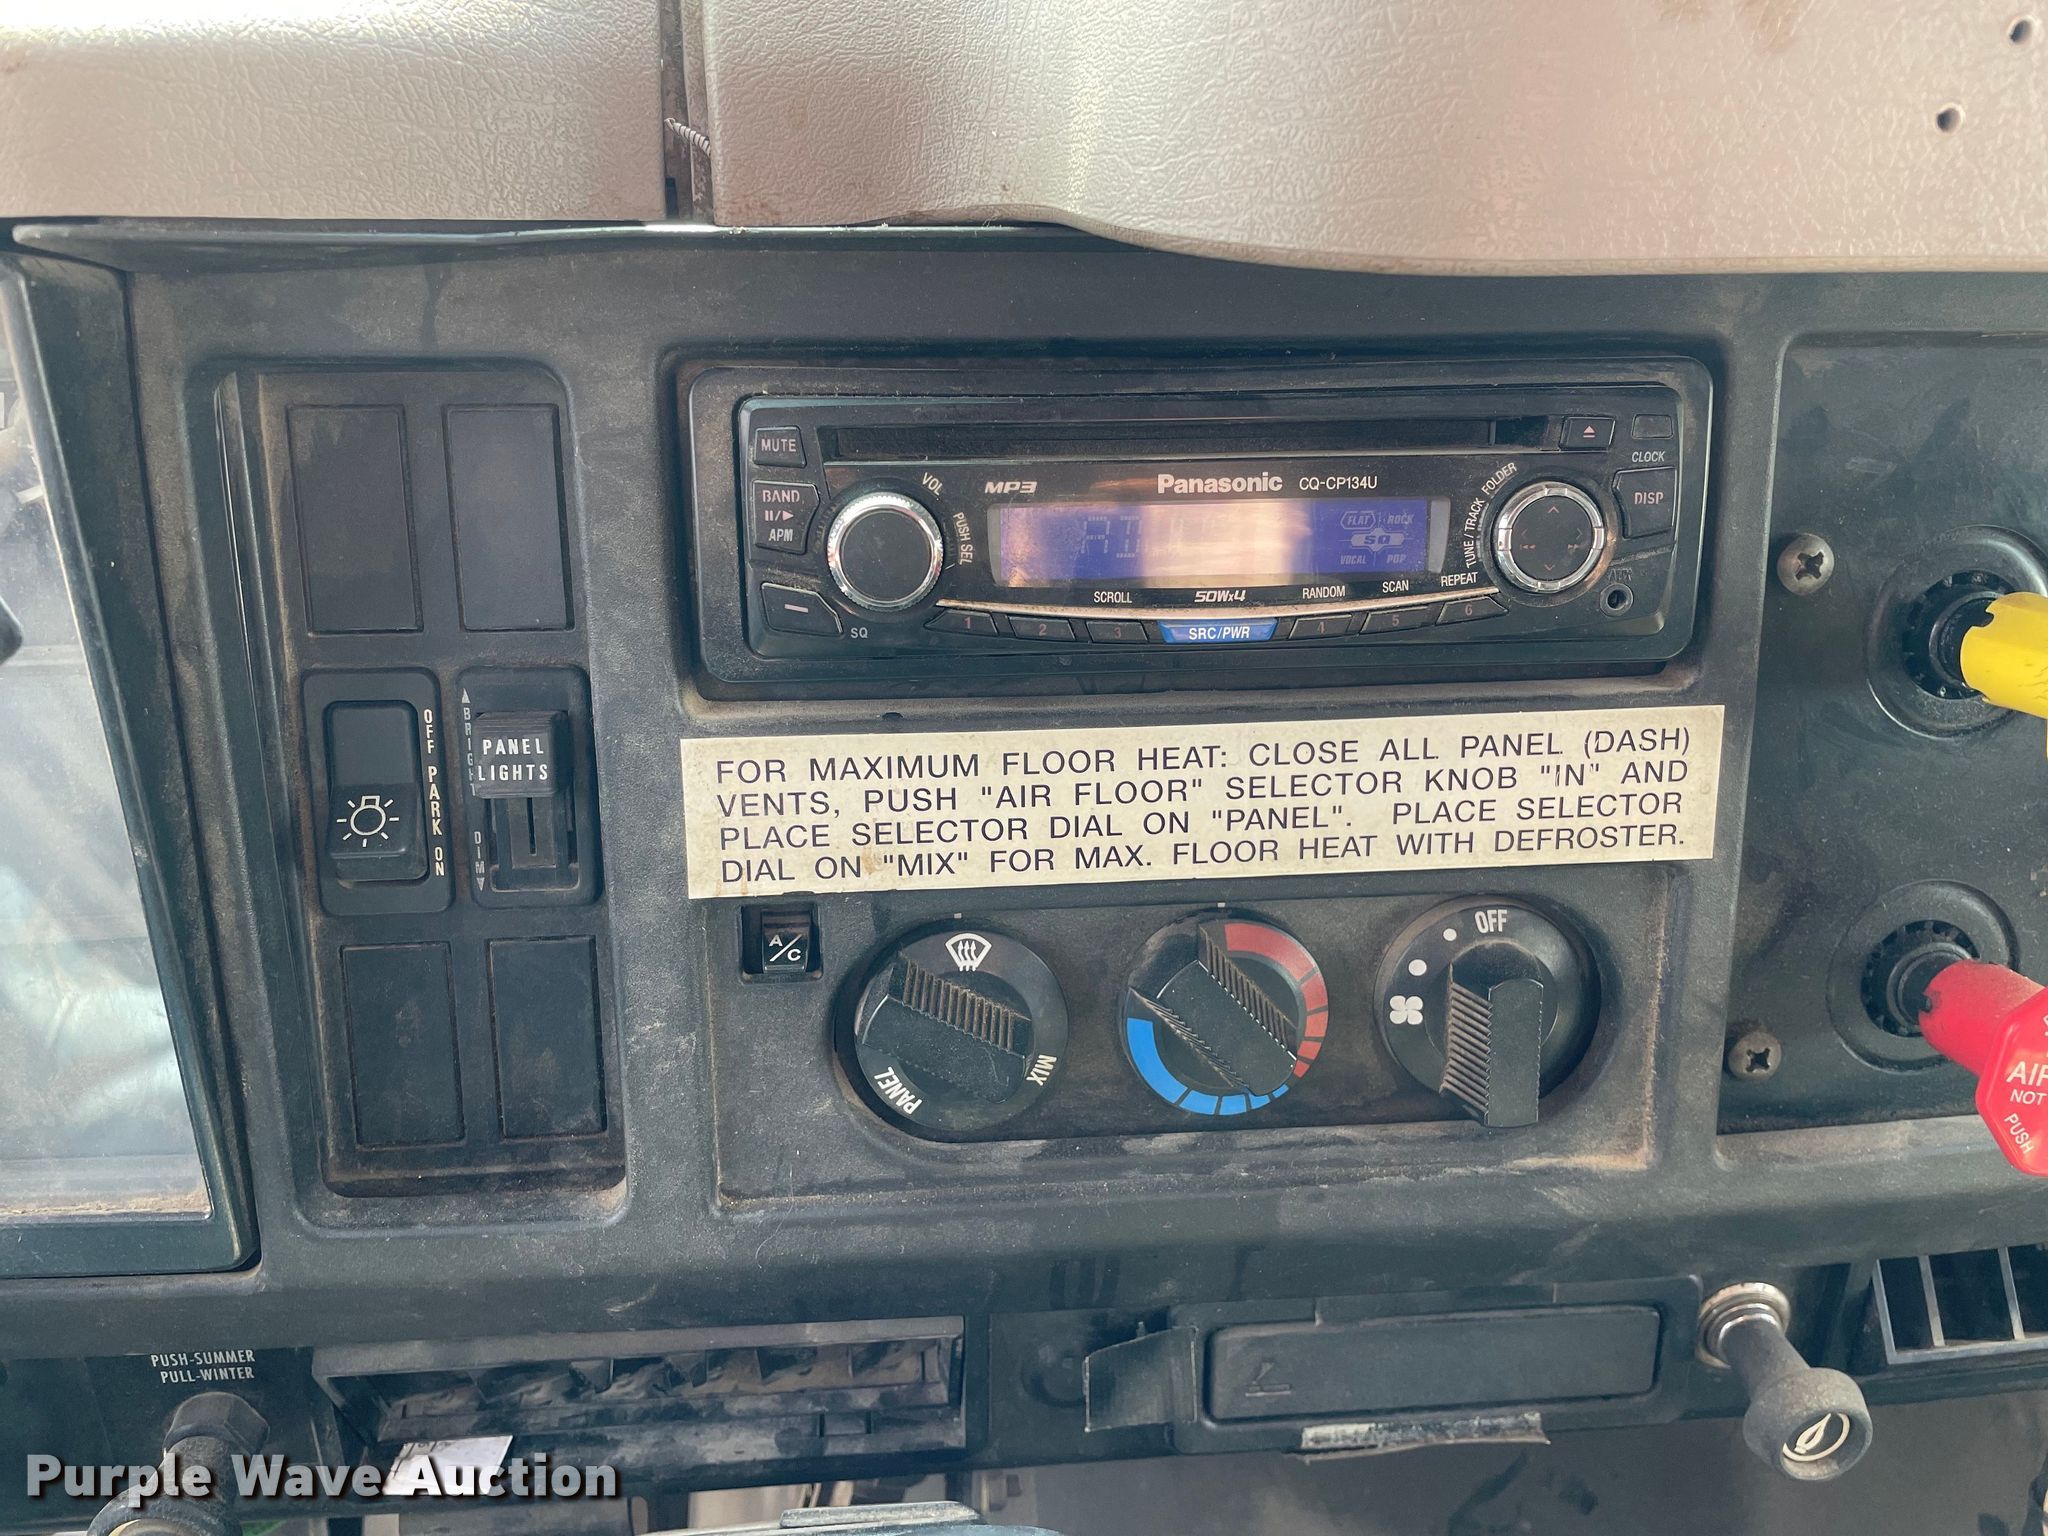 MUTE
BAND
APM
SQ
VOL
PUSH SEL
MP3
Panasonic CQ-CP134U
FLAT ROCK
SQ
VOCAL POP
TUNE / TRACK
FOLDER
CLOCK
DISP
SCROLL 50Wx4 RANDOM SCAN REPEAT
1 2 3 SRC/PWR 4 5 6
OFF PARK ON
BRIGHT
DIM
PANEL
LIGHTS
FOR MAXIMUM FLOOR HEAT: CLOSE ALL PANEL (DASH)
VENTS, PUSH "AIR FLOOR" SELECTOR KNOB "IN" AND
PLACE SELECTOR DIAL ON "PANEL". PLACE SELECTOR
DIAL ON "MIX" FOR MAX. FLOOR HEAT WITH DEFROSTER.
A/C
PANEL
MIX
OFF
NOT
PUSH
PUSH-SUMMER
PULL-WINTER
Purple Wave Auction